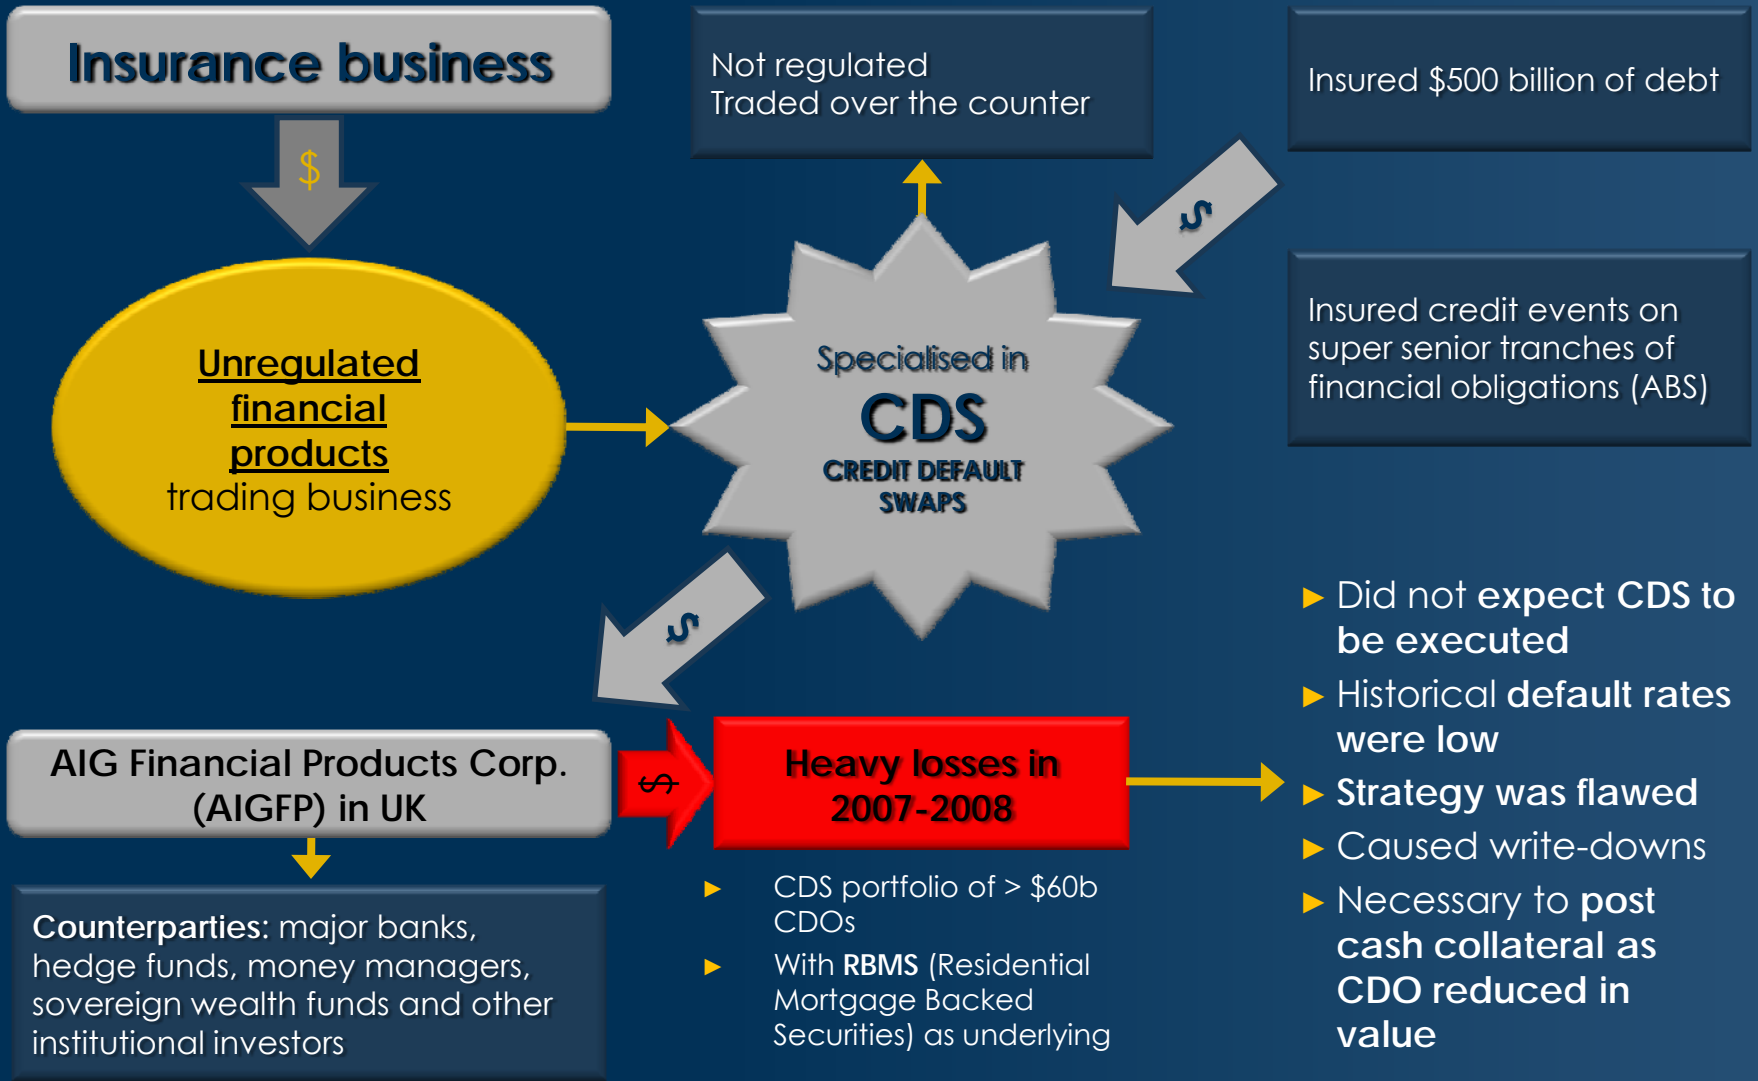 Insurance business
$
Unregulated
financial
products
trading business
Not regulated
Traded over the counter
Specialised in
CDS
CREDIT DEFAULT
SWAPS
$
Insured $500 billion of debt
Insured credit events on
super senior tranches of
financial obligations (ABS)
$
AIG Financial Products Corp.
(AIGFP) in UK
Counterparties: major banks,
hedge funds, money managers,
sovereign wealth funds and other
institutional investors
$
Heavy losses in
2007-2008
► CDS portfolio of > $60b
CDOs
► With RBMS (Residential
Mortgage Backed
Securities) as underlying
► Did not expect CDS to
be executed
► Historical default rates
were low
► Strategy was flawed
► Caused write-downs
► Necessary to post
cash collateral as
CDO reduced in
value